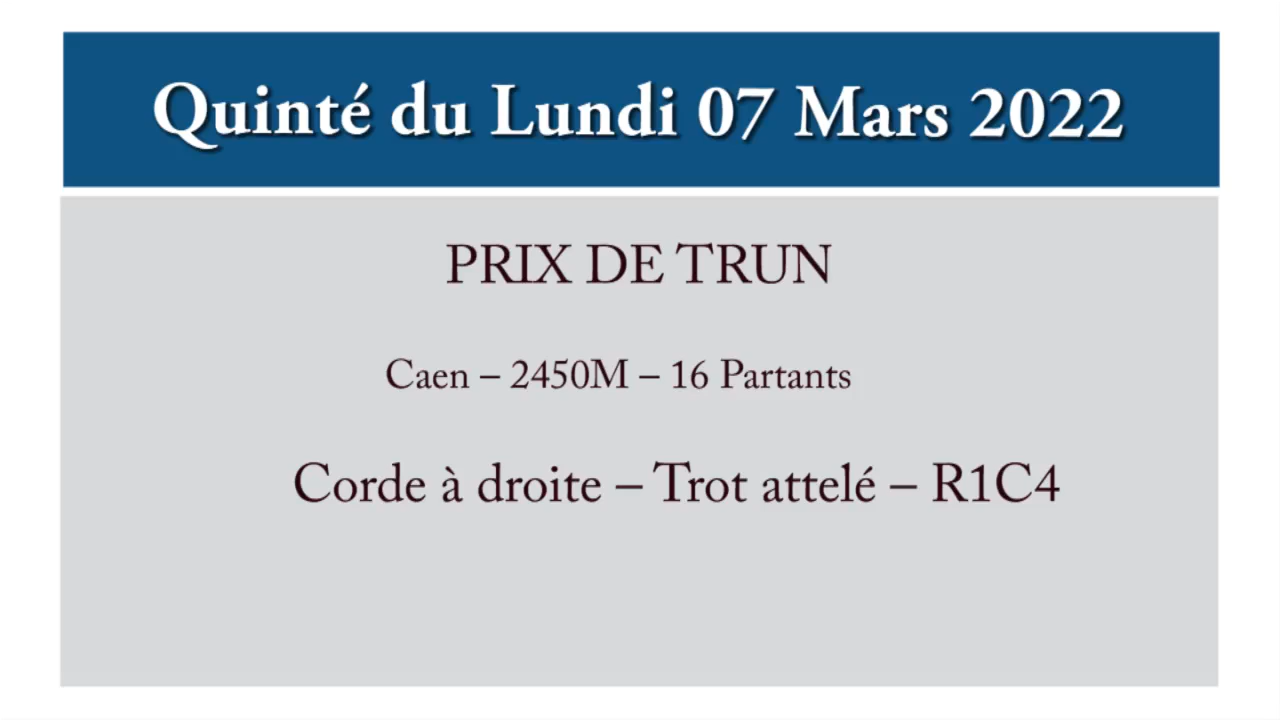 Quinté du Lundi 07 Mars 2022
PRIX DE TRUN
Caen – 2450M – 16 Partants
Corde à droite – Trot attelé – R1C4